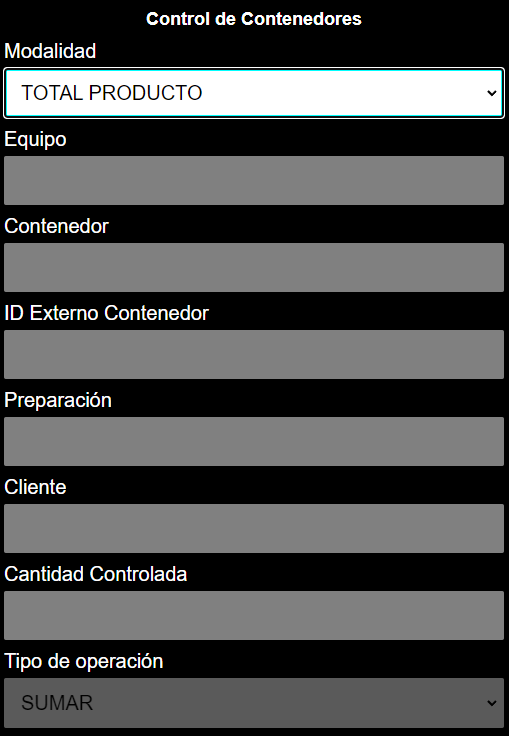 Control de Contenedores
Modalidad
TOTAL PRODUCTO
Equipo
Contenedor
ID Externo Contenedor
Preparación
Cliente
Cantidad Controlada
Tipo de operación
SUMAR